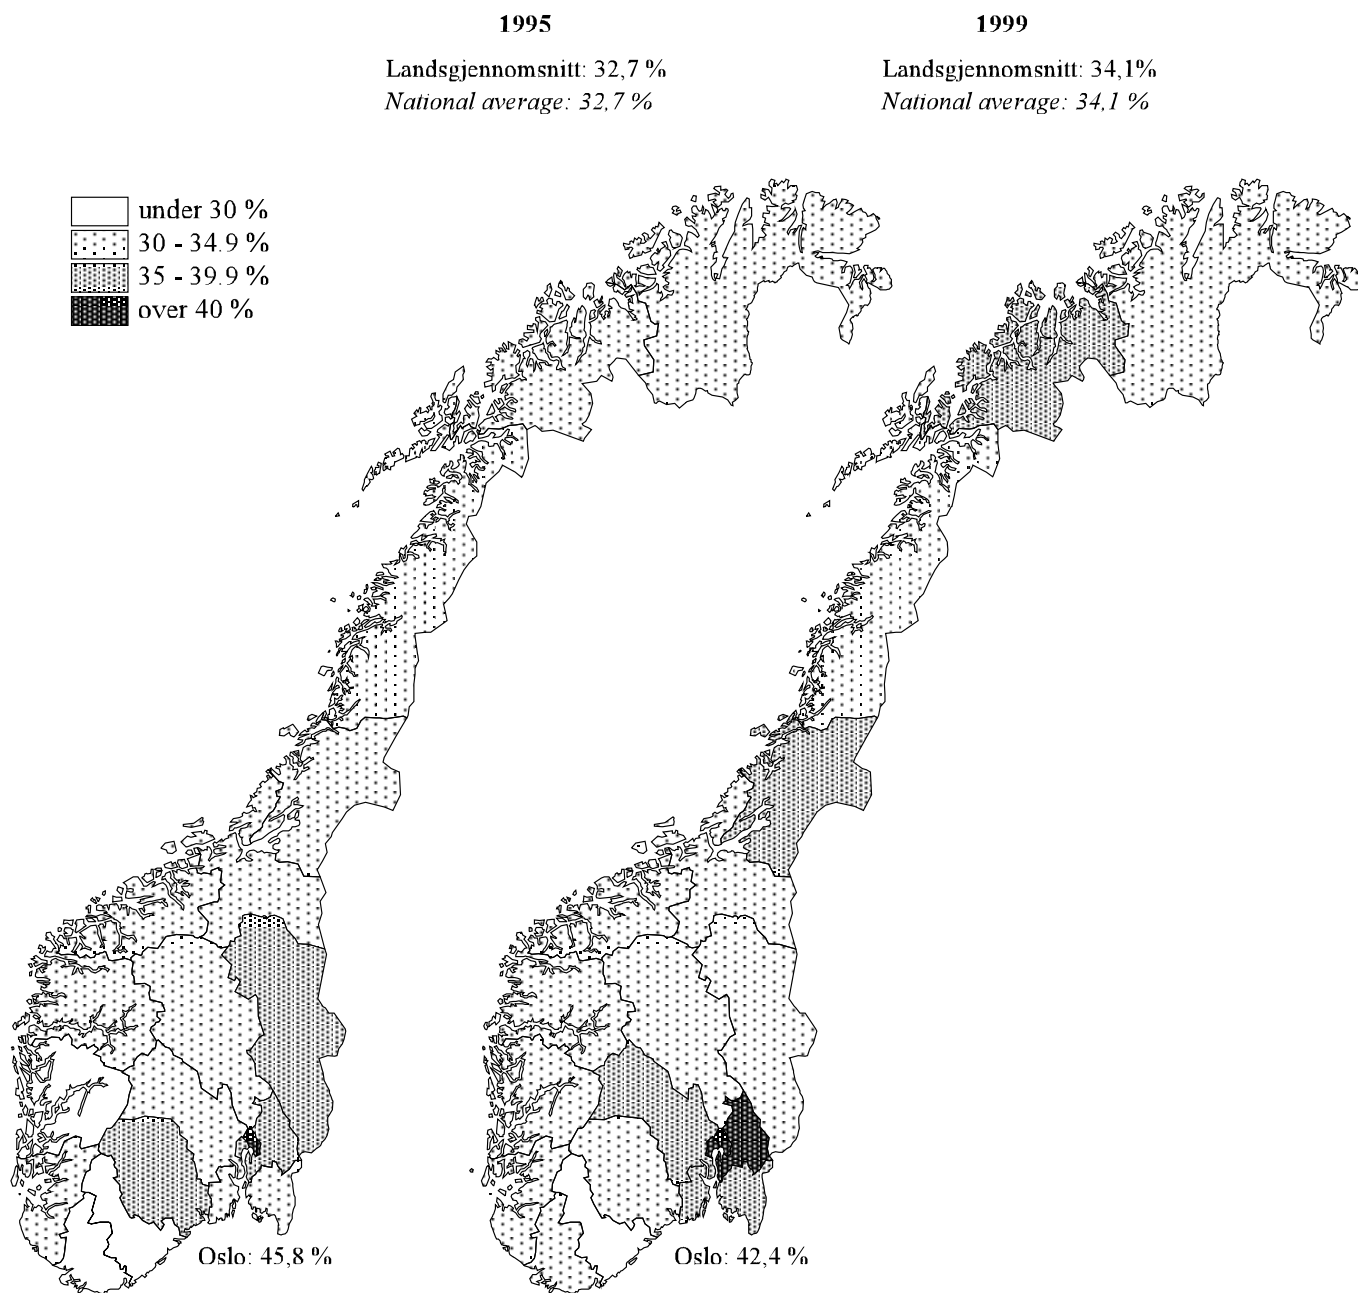 1995
Landsgjennomsnitt: 32,7 %
National average: 32,7 %
1999
Landsgjennomsnitt: 34,1%
National average: 34,1 %
under 30 %
30 - 34.9 %
35 - 39.9 %
over 40 %
Oslo: 45,8 %
Oslo: 42,4 %